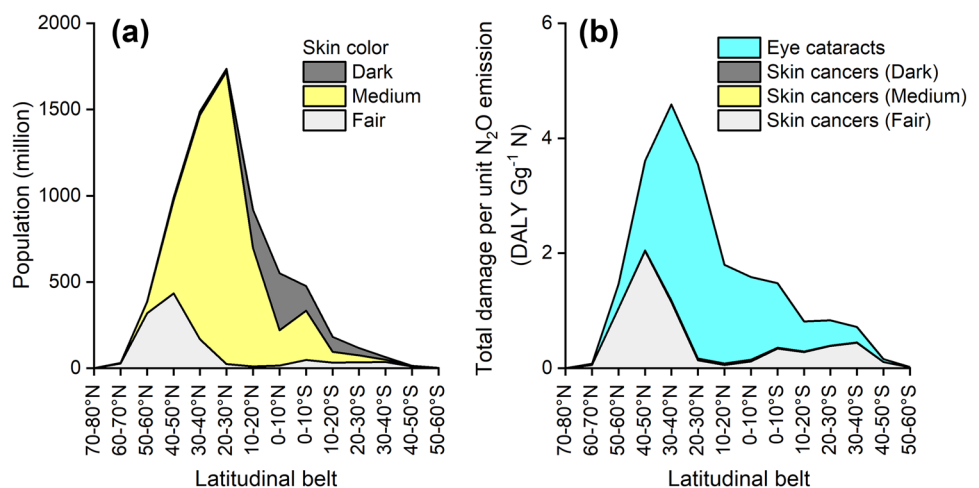 (a)
Skin color
Dark
Medium
Fair
2000
1500
1000
500
0
Population (million)
70-80°N
60-70°N
50-60°N
40-50°N
30-40°N
20-30°N
10-20°N
0-10°N
0-10°S
10-20°S
20-30°S
30-40°S
40-50°S
50-60°S
Latitudinal belt
(b)
Eye cataracts
Skin cancers (Dark)
Skin cancers (Medium)
Skin cancers (Fair)
6
4
2
0
Total damage per unit N₂O emission
(DALY Gg⁻¹ N)
70-80°N
60-70°N
50-60°N
40-50°N
30-40°N
20-30°N
10-20°N
0-10°N
0-10°S
10-20°S
20-30°S
30-40°S
40-50°S
50-60°S
Latitudinal belt